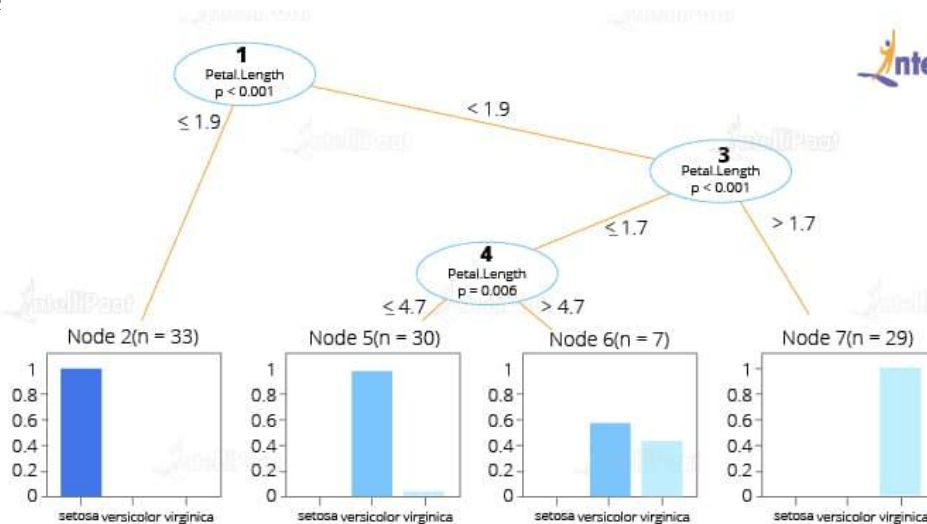 1
Petal.Length
p < 0.001
≤ 1.9
< 1.9
3
Petal.Length
p < 0.001
≤ 1.7
> 1.7
4
Petal.Length
p = 0.006
≤ 4.7
> 4.7
Node 2(n = 33)
1
0.8
0.6
0.4
0.2
0
setosa versicolor virginica
Node 5(n = 30)
1
0.8
0.6
0.4
0.2
0
setosa versicolor virginica
Node 6(n = 7)
1
0.8
0.6
0.4
0.2
0
setosa versicolor virginica
Node 7(n = 29)
1
0.8
0.6
0.4
0.2
0
setosa versicolor virginica
IntelliPaat